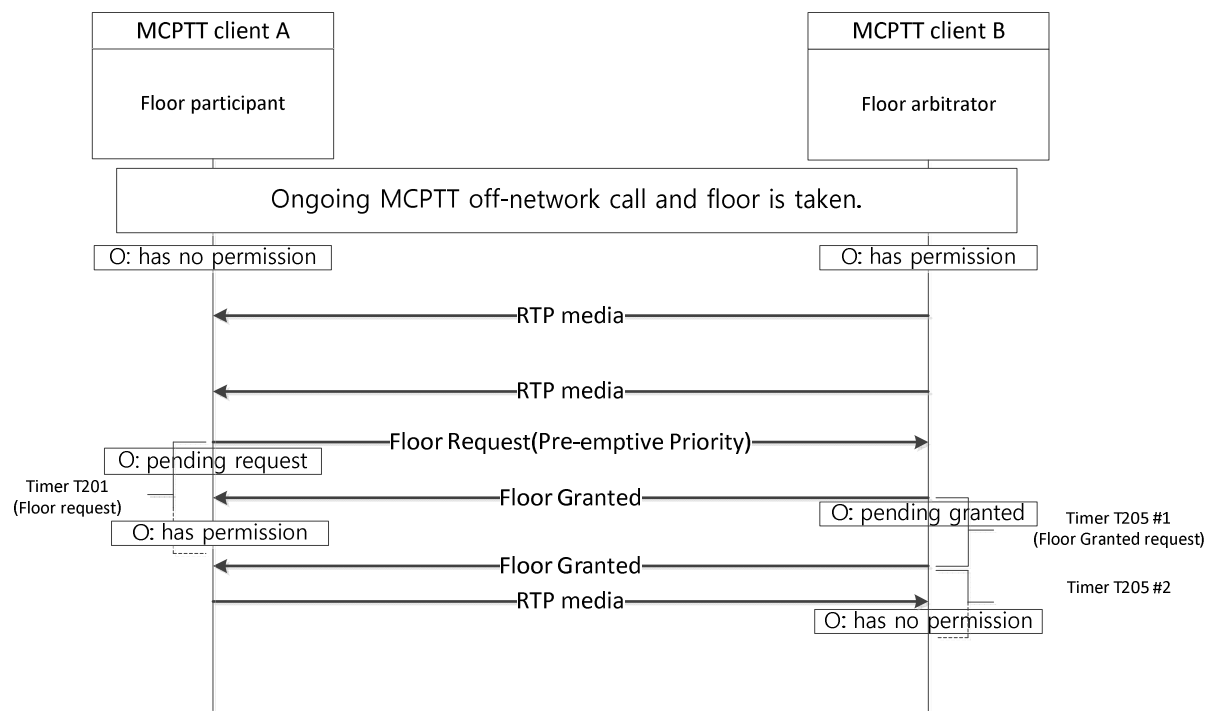 MCPTT client A
MCPTT client B
Floor participant
Floor arbitrator
Ongoing MCPTT off-network call and floor is taken.
O: has no permission
O: has permission
RTP media
RTP media
Floor Request(Pre-emptive Priority)
O: pending request
Timer T201
(Floor request)
Floor Granted
O: pending granted
O: has permission
Timer T205 #1
(Floor Granted request)
Floor Granted
Timer T205 #2
RTP media
O: has no permission